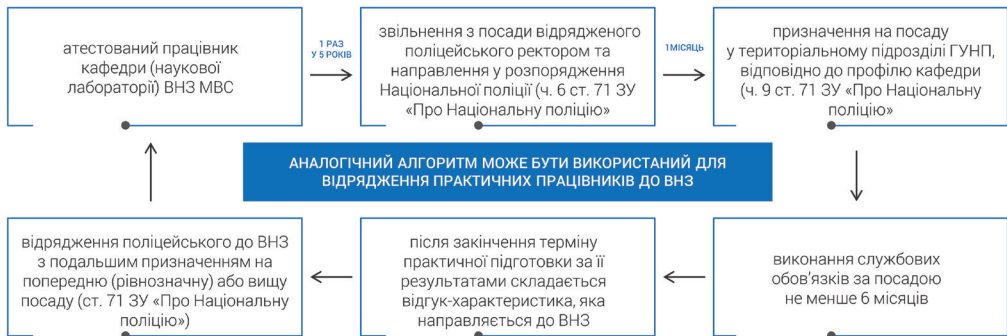 атестований працівник
кафедри (наукової
лабораторії) ВНЗ МВС
1 РАЗ
У 5 РОКІВ
звільнення з посади відрядженого
поліцейського ректором та
направлення у розпорядження
Національної поліції (ч. 6 ст. 71 ЗУ
«Про Національну поліцію»
1 МІСЯЦЬ
призначення на посаду
у територіальному підрозділі ГУНП,
відповідно до профілю кафедри
(ч. 9 ст. 71 ЗУ «Про Національну
поліцію»
АНАЛОГІЧНИЙ АЛГОРИТМ МОЖЕ БУТИ ВИКОРИСТАНИЙ ДЛЯ
ВІДРЯДЖЕННЯ ПРАКТИЧНИХ ПРАЦІВНИКІВ ДО ВНЗ
виконання службових
обов’язків за посадою
не менше 6 місяців
після закінчення терміну
практичної підготовки за її
результатами складається
відгук-характеристика, яка
направляється до ВНЗ
відрядження поліцейського до ВНЗ
з подальшим призначенням на
попередню (рівнозначну) або вищу
посаду (ст. 71 ЗУ «Про Національну
поліцію»)